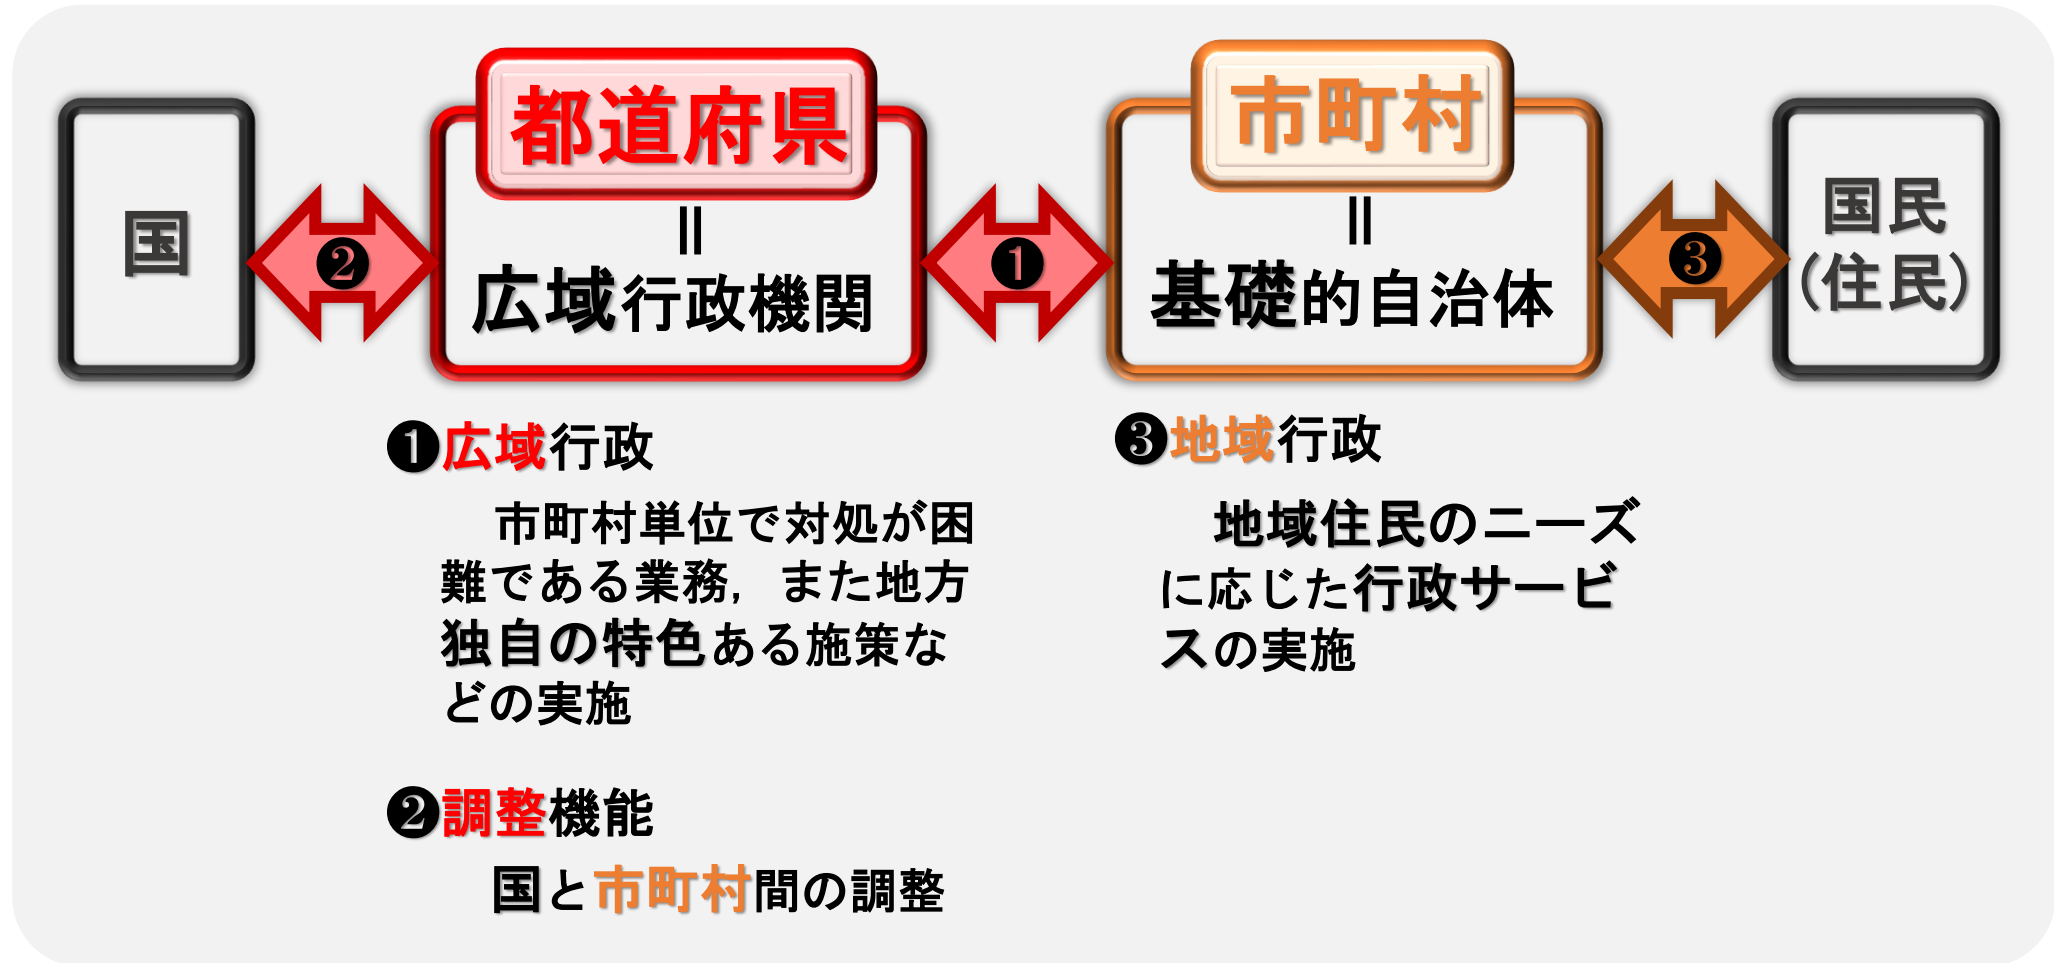 国
❷
都道府県
＝
広域行政機関
❶
市町村
＝
基礎的自治体
❸
国民
(住民)
❶広域行政
市町村単位で対処が困
難である業務，また地方
独自の特色ある施策な
どの実施
❷調整機能
国と市町村間の調整
❸地域行政
地域住民のニーズ
に応じた行政サービ
スの実施